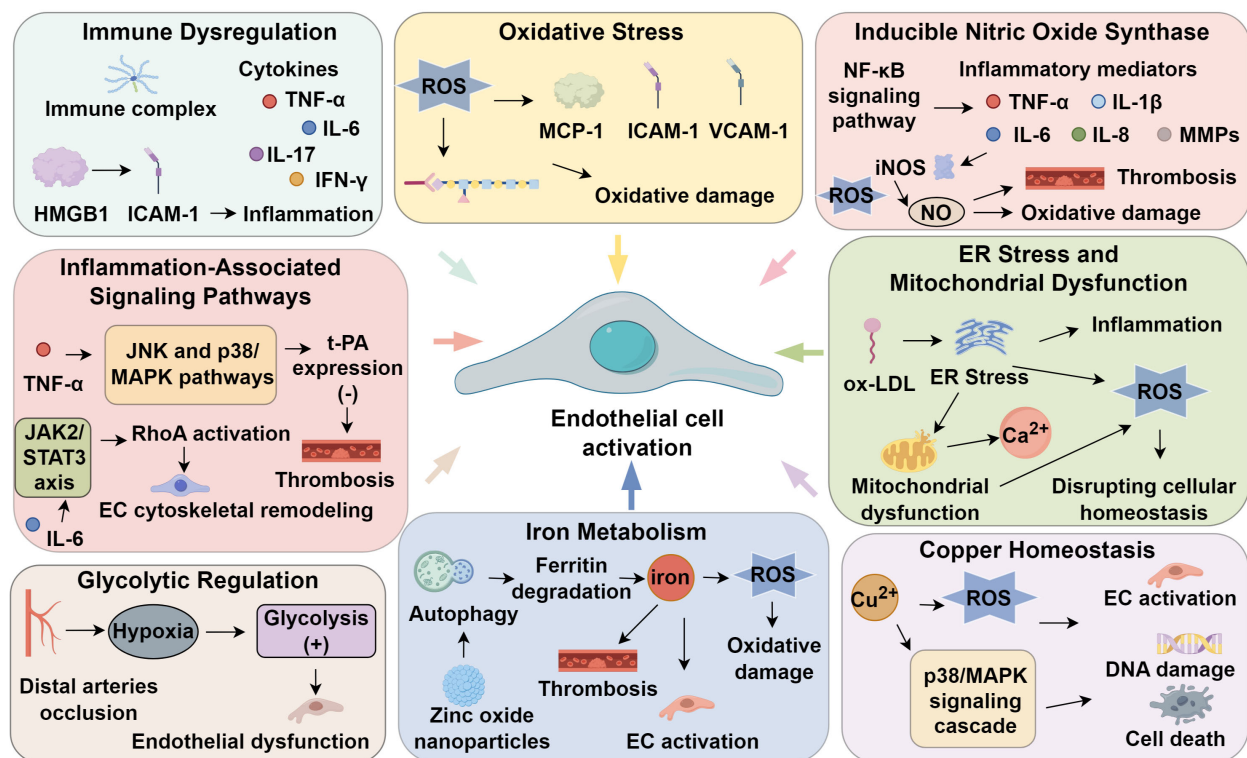 Immune Dysregulation
Immune complex
Cytokines
TNF-α
IL-6
IL-17
IFN-γ
HMGB1
ICAM-1
Inflammation
Oxidative Stress
ROS
MCP-1
ICAM-1
VCAM-1
Oxidative damage
Inducible Nitric Oxide Synthase
NF-κB
signaling
pathway
Inflammatory mediators
TNF-α
IL-1β
IL-6
IL-8
MMPs
iNOS
ROS
NO
Thrombosis
Oxidative damage
Inflammation-Associated
Signaling Pathways
TNF-α
JNK and p38/
MAPK pathways
t-PA
expression
(-)
JAK2/
STAT3
axis
RhoA activation
Thrombosis
EC cytoskeletal remodeling
IL-6
Endothelial cell
activation
ER Stress and
Mitochondrial Dysfunction
ox-LDL
ER Stress
Inflammation
ROS
Ca2+
Mitochondrial
dysfunction
Disrupting cellular
homeostasis
Glycolytic Regulation
Hypoxia
Glycolysis
(+)
Distal arteries
occlusion
Endothelial dysfunction
Iron Metabolism
Autophagy
Ferritin
degradation
iron
ROS
Oxidative
damage
Thrombosis
Zinc oxide
nanoparticles
EC activation
Copper Homeostasis
Cu2+
ROS
EC activation
p38/MAPK
signaling
cascade
DNA damage
Cell death